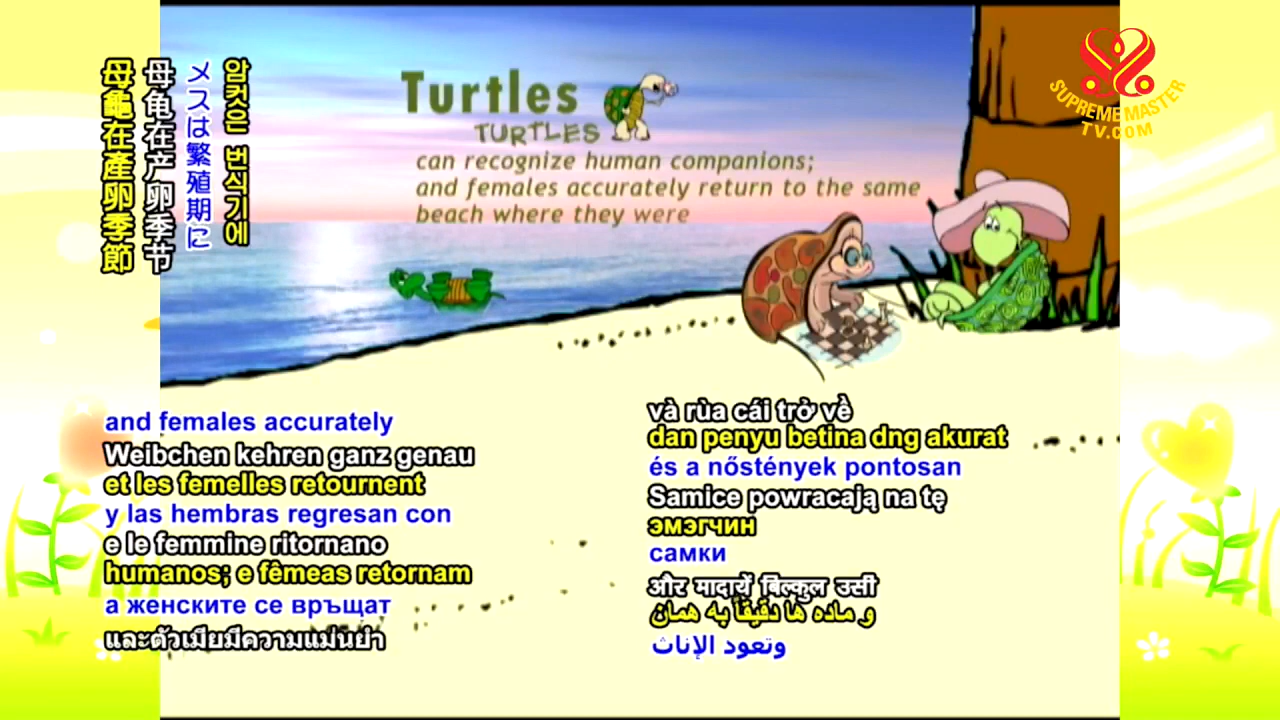 암컷은 번식기에
メスは繁殖期に
母龟在产卵季节
母龜在產卵季節
Turtles
TURTLES
can recognize human companions;
and females accurately return to the same
beach where they were
SUPREME MASTER
TV.COM
and females accurately
Weibchen kehren ganz genau
et les femelles retournent
y las hembras regresan con
e le femmine ritornano
humanos; e fêmeas retornam
а женските се връщат
และตัวเมียมีความแม่นยำ
và rùa cái trở về
dan penyu betina dng akurat
és a nőstények pontosan
Samice powracają na tę
эмэгчин
самки
और मादायें बिल्कुल उसी
و ماده ها دقیقاً به همان
وتعود الإناث